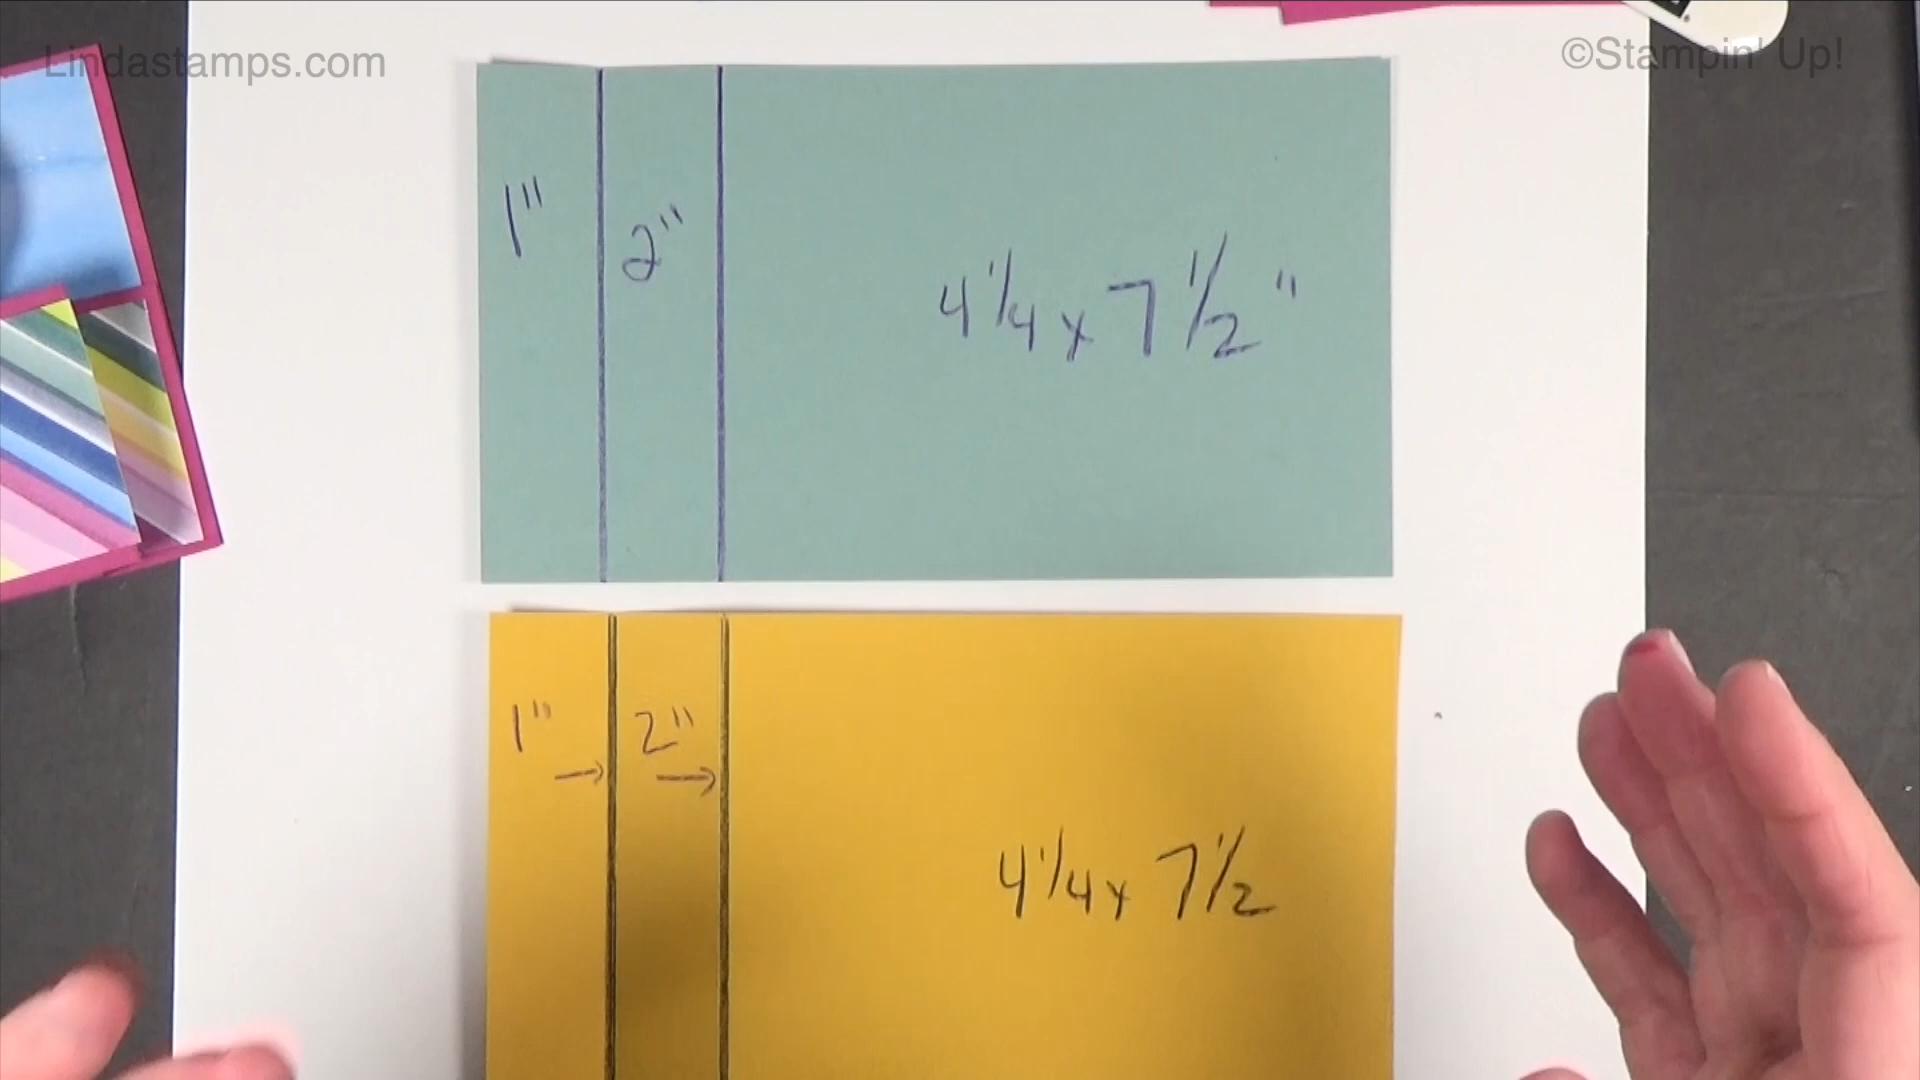 Lindastamps.com
©Stampin' Up!
1"
2"
4 1/4 x 7 1/2"
1"
2"
→
→
4 1/4 x 7 1/2